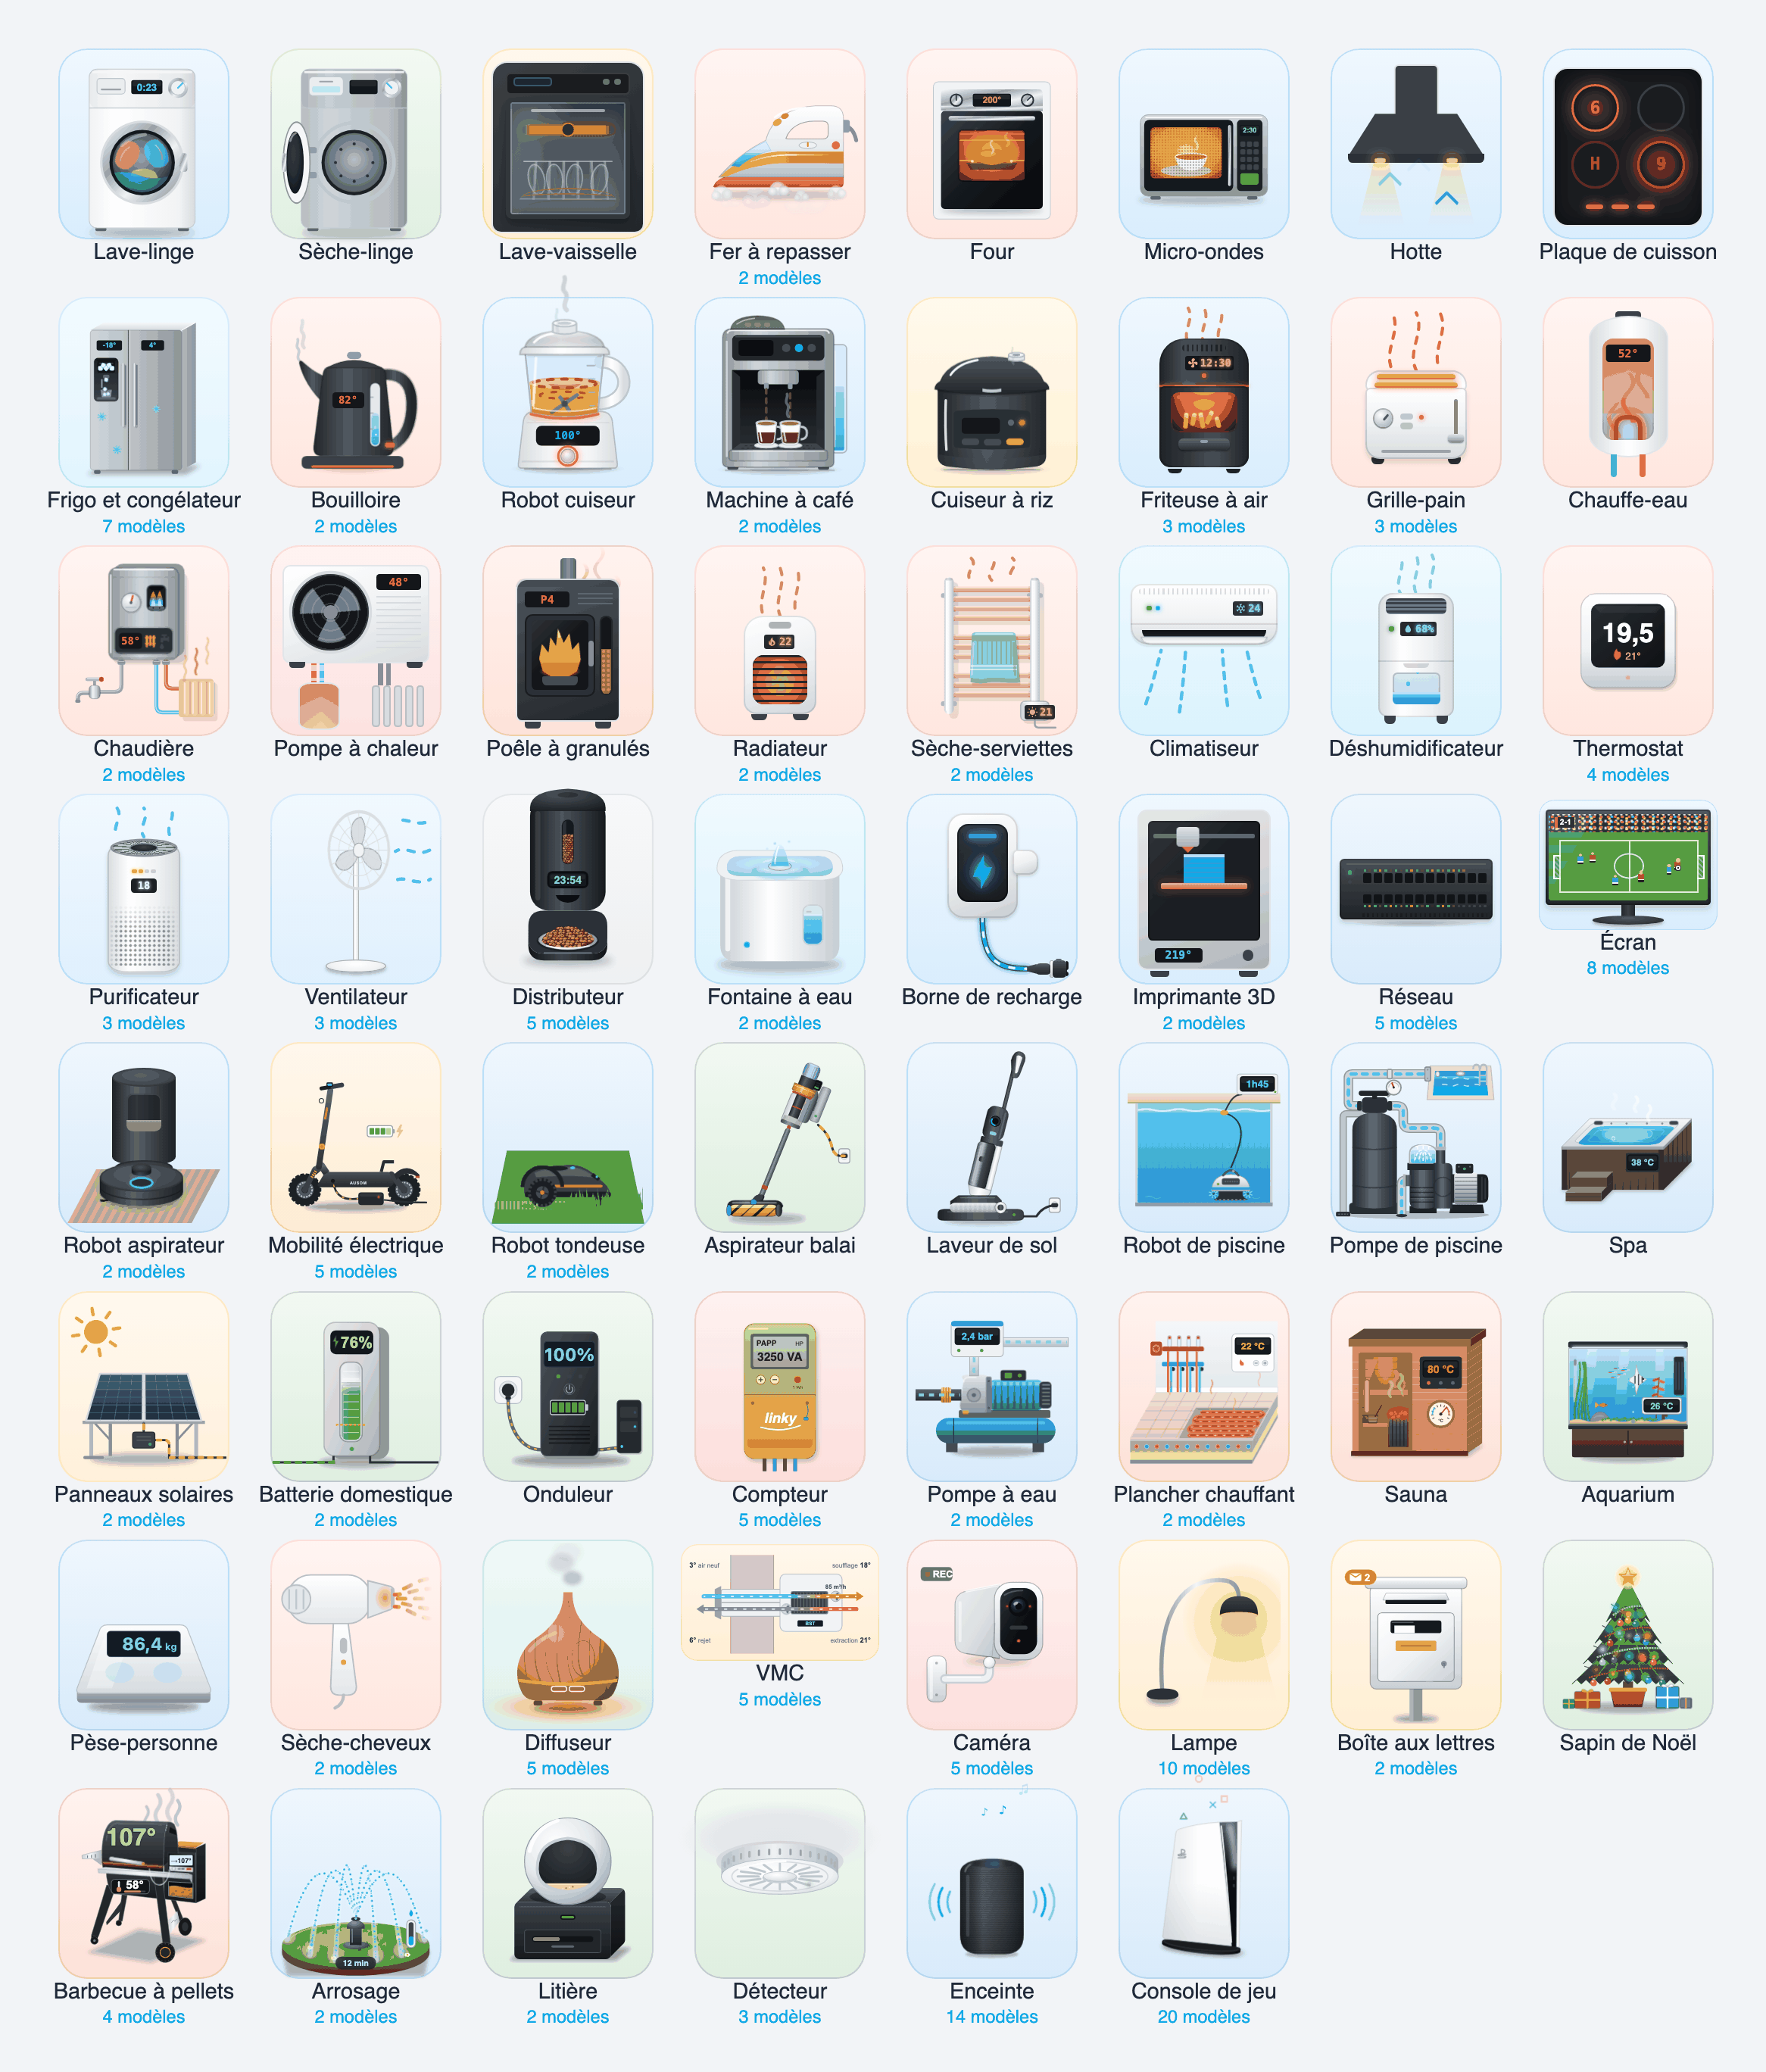 0:23
200°
2:30
6
H
9
Lave-linge
Sèche-linge
Lave-vaisselle
Fer à repasser
Four
Micro-ondes
Hotte
Plaque de cuisson
2 modèles
-18°
4°
82°
100°
12:30
52°
Frigo et congélateur
Bouilloire
Robot cuiseur
Machine à café
Cuiseur à riz
Friteuse à air
Grille-pain
Chauffe-eau
7 modèles
2 modèles
2 modèles
3 modèles
3 modèles
58°
48°
P4
22
21
24
68%
19,5
21°
Chaudière
Pompe à chaleur
Poêle à granulés
Radiateur
Sèche-serviettes
Climatiseur
Déshumidificateur
Thermostat
2 modèles
2 modèles
2 modèles
4 modèles
18
23:54
219°
2-1
Écran
8 modèles
Purificateur
Ventilateur
Distributeur
Fontaine à eau
Borne de recharge
Imprimante 3D
Réseau
3 modèles
3 modèles
5 modèles
2 modèles
2 modèles
5 modèles
AUSOM
1h45
38 °C
Robot aspirateur
Mobilité électrique
Robot tondeuse
Aspirateur balai
Laveur de sol
Robot de piscine
Pompe de piscine
Spa
2 modèles
5 modèles
2 modèles
76%
100%
PAPP HP
3250 VA
linky
2,4 bar
22 °C
80 °C
26 °C
Panneaux solaires
Batterie domestique
Onduleur
Compteur
Pompe à eau
Plancher chauffant
Sauna
Aquarium
2 modèles
2 modèles
5 modèles
2 modèles
2 modèles
86,4 kg
3° air neuf
soufflage 18°
85 m³/h
6° rejet
extraction 21°
VMC
5 modèles
REC
2
Pèse-personne
Sèche-cheveux
Diffuseur
Caméra
Lampe
Boîte aux lettres
Sapin de Noël
2 modèles
5 modèles
5 modèles
10 modèles
2 modèles
107°
107°
58°
12 min
Barbecue à pellets
Arrosage
Litière
Détecteur
Enceinte
Console de jeu
4 modèles
2 modèles
2 modèles
3 modèles
14 modèles
20 modèles